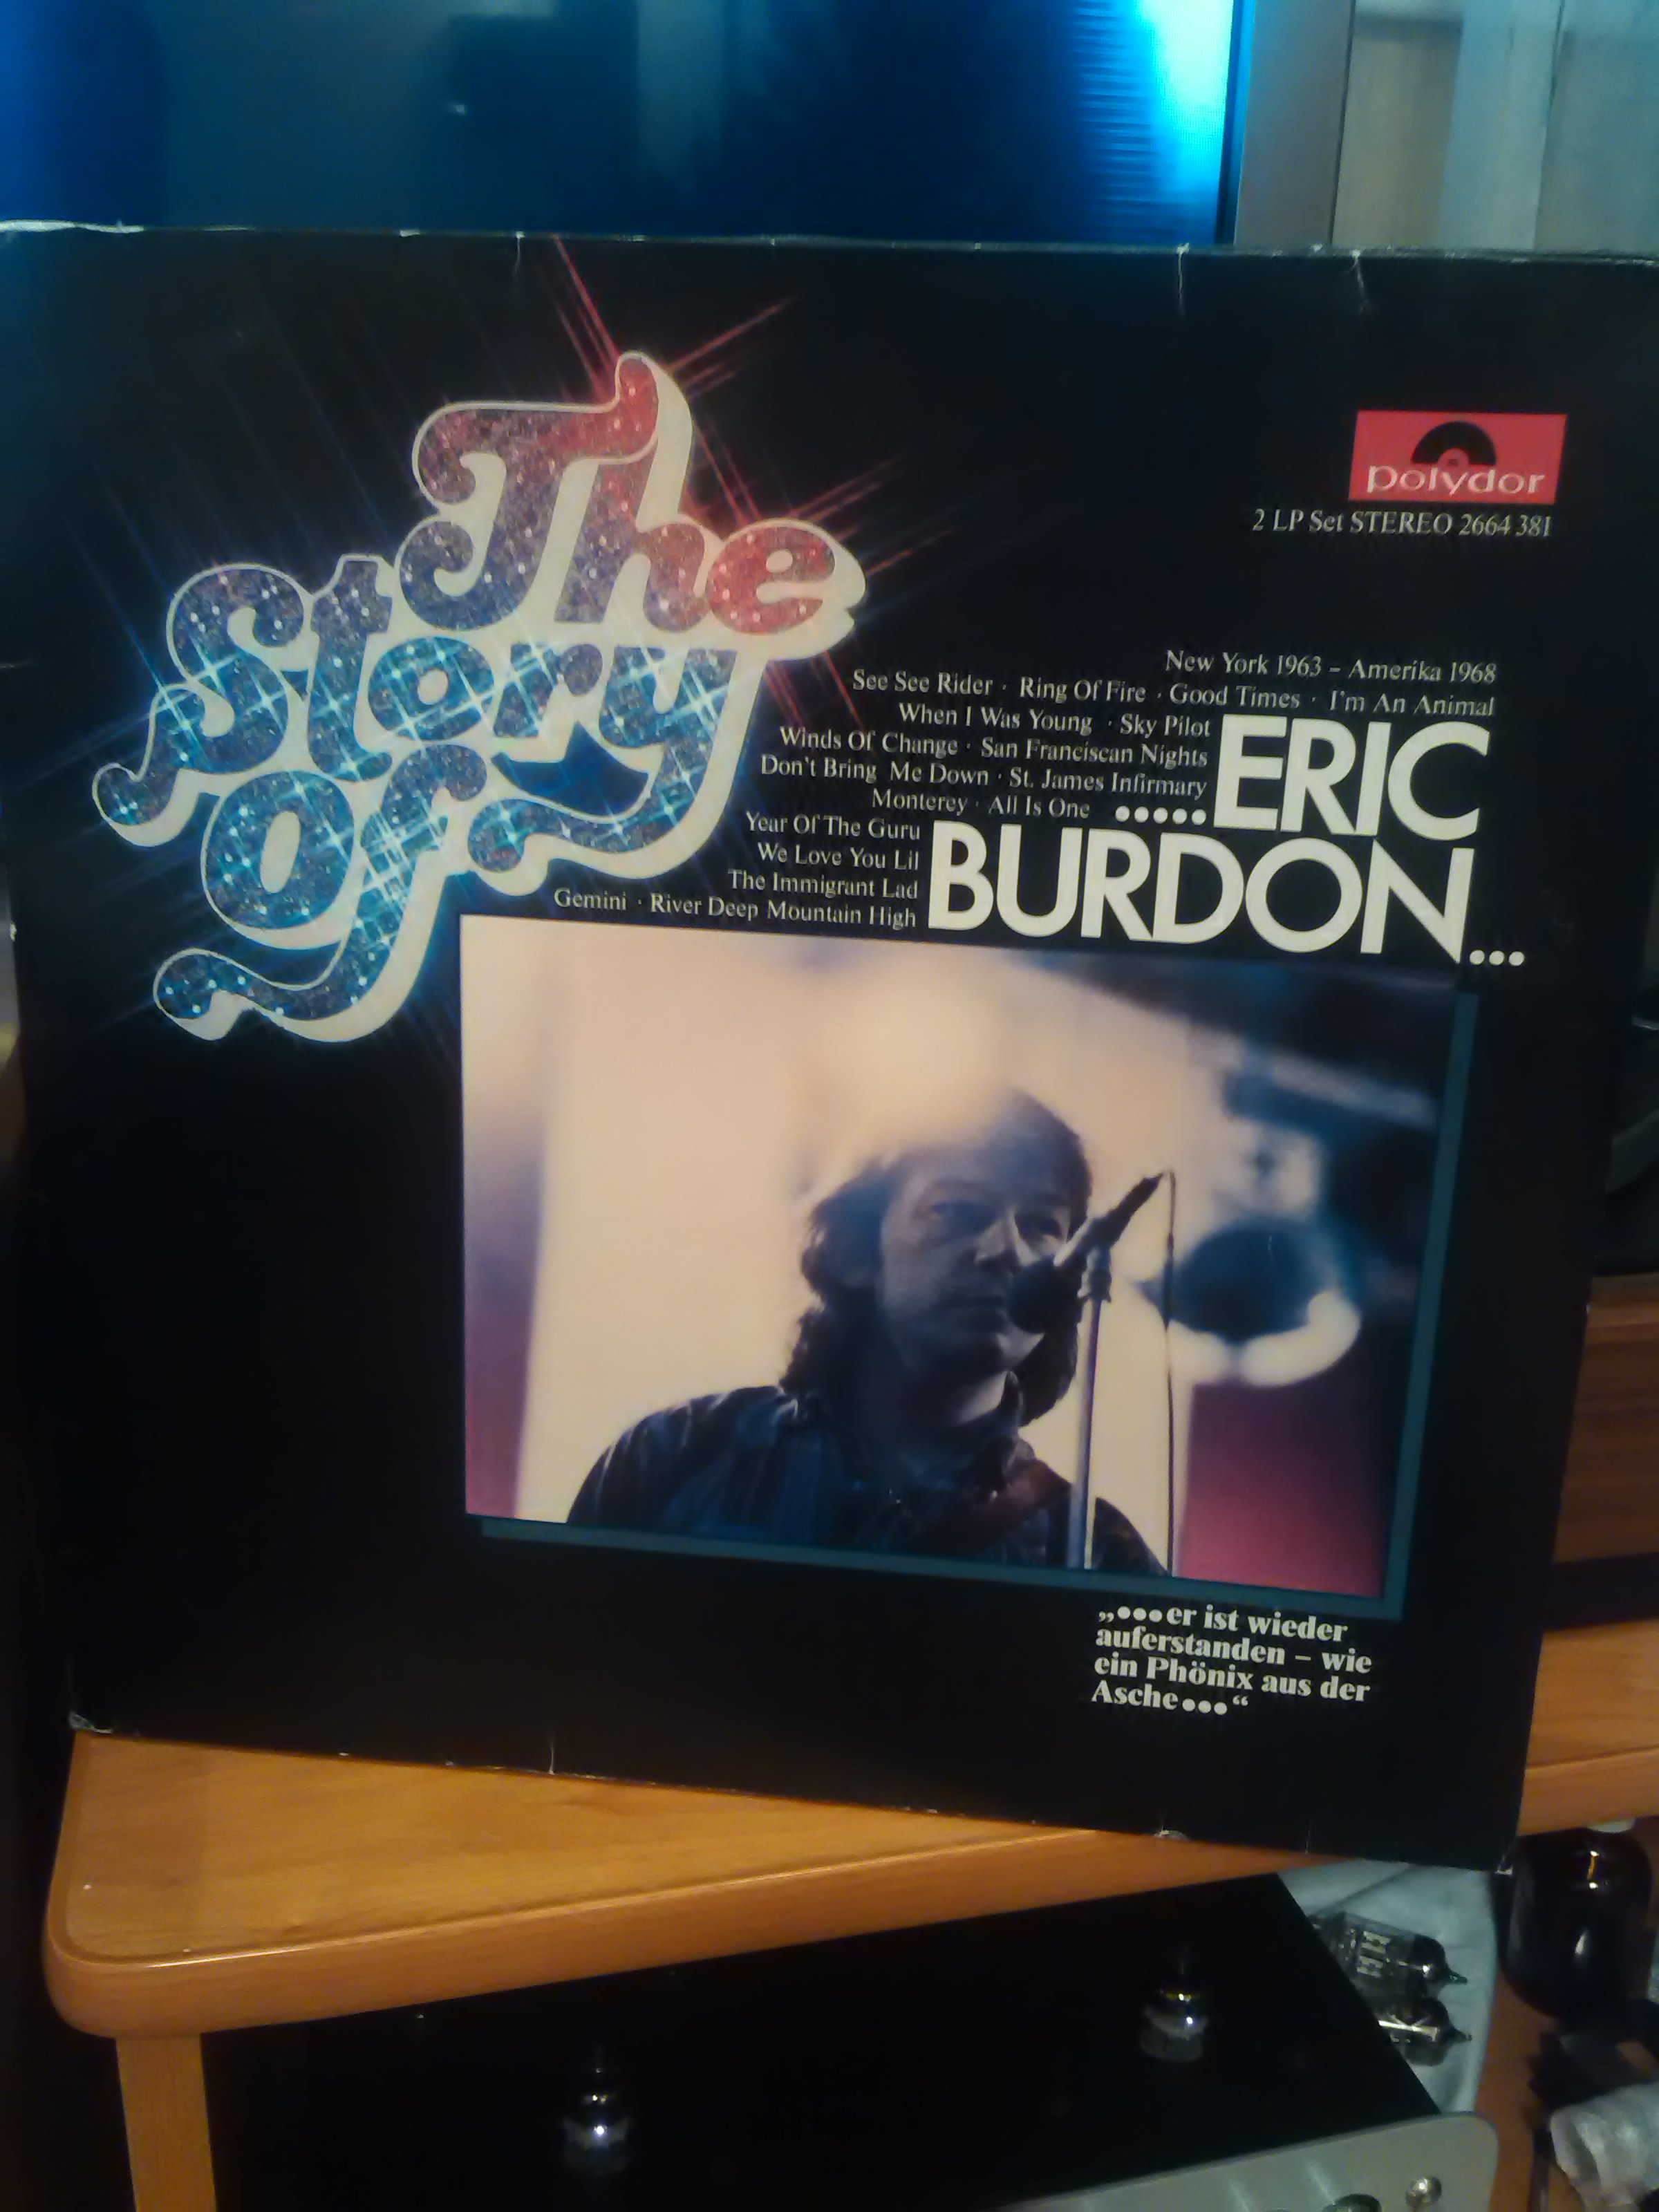 The
Story
Of
polydor
2 LP Set STEREO 2664 381
New York 1963 – Amerika 1968
See See Rider · Ring Of Fire · Good Times · I'm An Animal
When I Was Young · Sky Pilot
Winds Of Change · San Franciscan Nights
Don't Bring Me Down · St. James Infirmary
Monterey · All Is One
.....ERIC
Year Of The Guru
We Love You Lil
The Immigrant Lad
Gemini · River Deep Mountain High
BURDON...
„...er ist wieder
auferstanden – wie
ein Phönix aus der
Asche...“